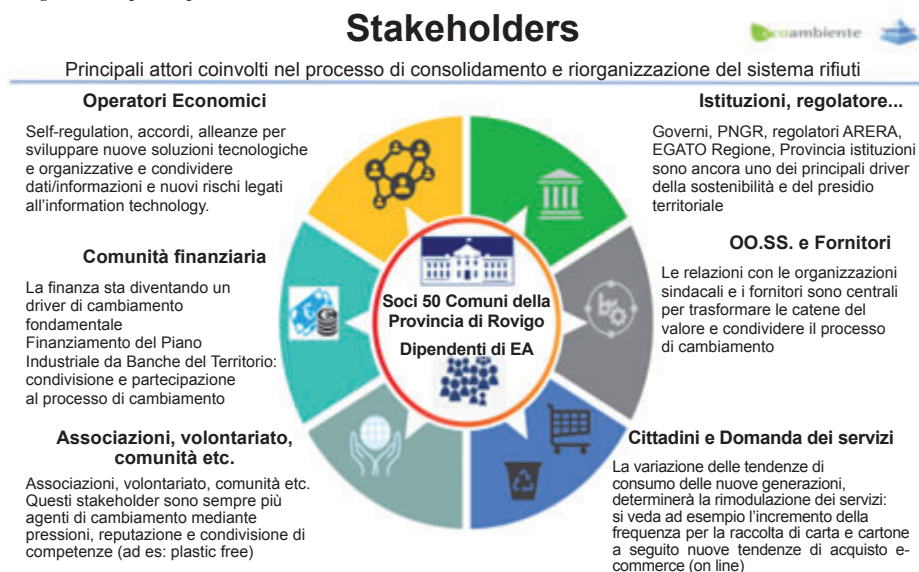 Stakeholders
ecoambiente
Principali attori coinvolti nel processo di consolidamento e riorganizzazione del sistema rifiuti
Operatori Economici
Self-regulation, accordi, alleanze per
sviluppare nuove soluzioni tecnologiche
e organizzative e condividere
dati/informazioni e nuovi rischi legati
all'information technology.
Comunità finanziaria
La finanza sta diventando un
driver di cambiamento
fondamentale
Finanziamento del Piano
Industriale da Banche del Territorio:
condivisione e partecipazione
al processo di cambiamento
Associazioni, volontariato,
comunità etc.
Associazioni, volontariato, comunità etc.
Questi stakeholder sono sempre più
agenti di cambiamento mediante
pressioni, reputazione e condivisione di
competenze (ad es: plastic free)
Soci 50 Comuni della
Provincia di Rovigo
Dipendenti di EA
Istituzioni, regolatore...
Governi, PNGR, regolatori ARERA,
EGATO Regione, Provincia istituzioni
sono ancora uno dei principali driver
della sostenibilità e del presidio
territoriale
OO.SS. e Fornitori
Le relazioni con le organizzazioni
sindacali e i fornitori sono centrali
per trasformare le catene del
valore e condividere il processo
di cambiamento
Cittadini e Domanda dei servizi
La variazione delle tendenze di
consumo delle nuove generazioni,
determinerà la rimodulazione dei servizi:
si veda ad esempio l'incremento della
frequenza per la raccolta di carta e cartone
a seguito nuove tendenze di acquisto e-
commerce (on line)